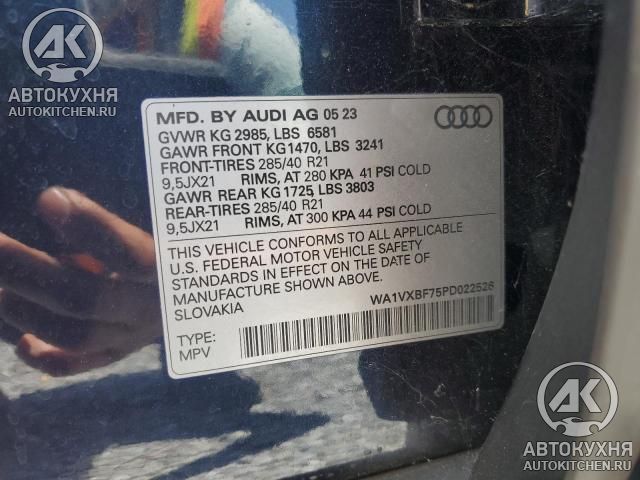 АК
АВТОКУХНЯ
AUTOKITCHEN.RU
MFD. BY AUDI AG 05 23
GVWR KG 2985, LBS 6581
GAWR FRONT KG1470, LBS 3241
FRONT-TIRES 285/40 R21
9,5JX21 RIMS, AT 280 KPA 41 PSI COLD
GAWR REAR KG 1725, LBS 3803
REAR-TIRES 285/40 R21
9,5JX21 RIMS, AT 300 KPA 44 PSI COLD
THIS VEHICLE CONFORMS TO ALL APPLICABLE
U.S. FEDERAL MOTOR VEHICLE SAFETY
STANDARDS IN EFFECT ON THE DATE OF
MANUFACTURE SHOWN ABOVE.
SLOVAKIA
WA1VXBF75PD022526
TYPE:
MPV
АК
АВТОКУХНЯ
AUTOKITCHEN.RU